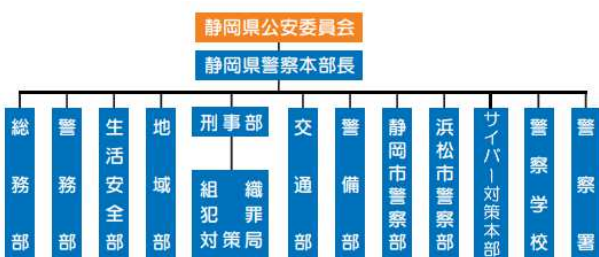 静岡県公安委員会
静岡県警察本部長
総務部
警務部
生活安全部
地域部
刑事部
組織
犯罪
対策局
交通部
警備部
静岡市警察部
浜松市警察部
サイバー対策本部
警察学校
警察署